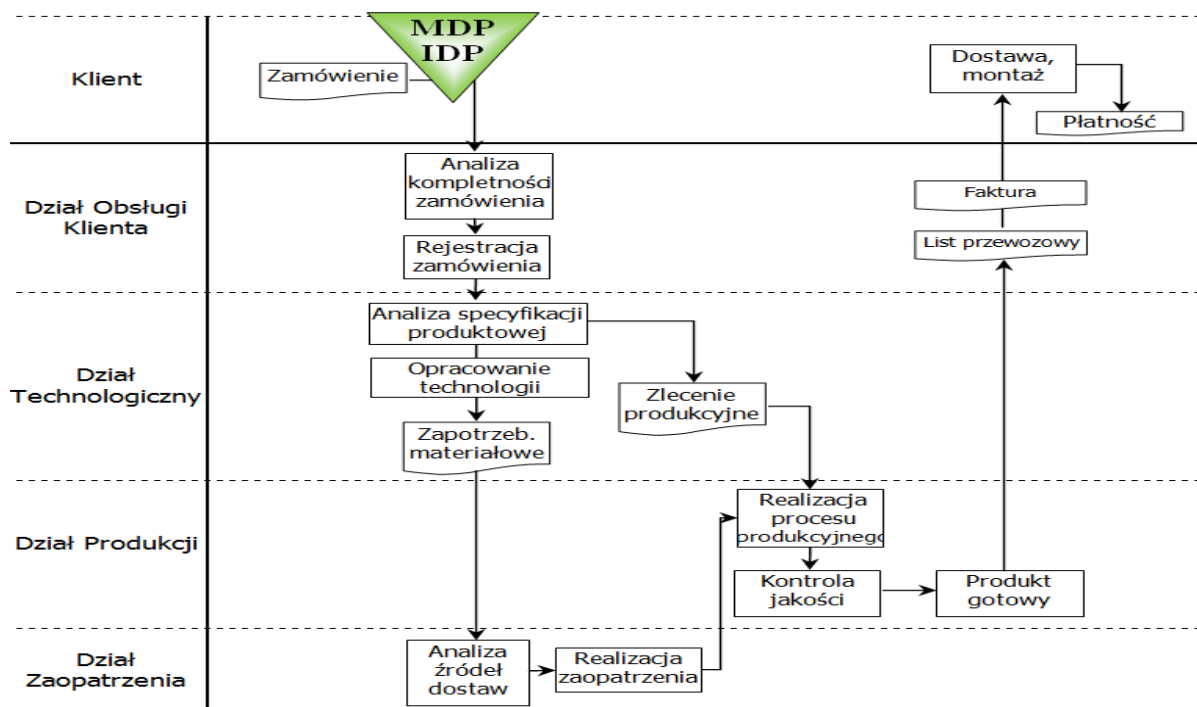 MDP
IDP
Klient
Zamówienie
Dostawa,
montaż
Płatność
Dział Obsługi
Klienta
Analiza
kompletności
zamówienia
Rejestracja
zamówienia
Faktura
List przewozowy
Dział
Technologiczny
Analiza specyfikacji
produktowej
Opracowanie
technologii
Zapotrzeb.
materiałowe
Zlecenie
produkcyjne
Dział Produkcji
Realizacja
procesu
produkcyjnego
Kontrola
jakości
Produkt
gotowy
Dział
Zaopatrzenia
Analiza
źródeł
dostaw
Realizacja
zaopatrzenia